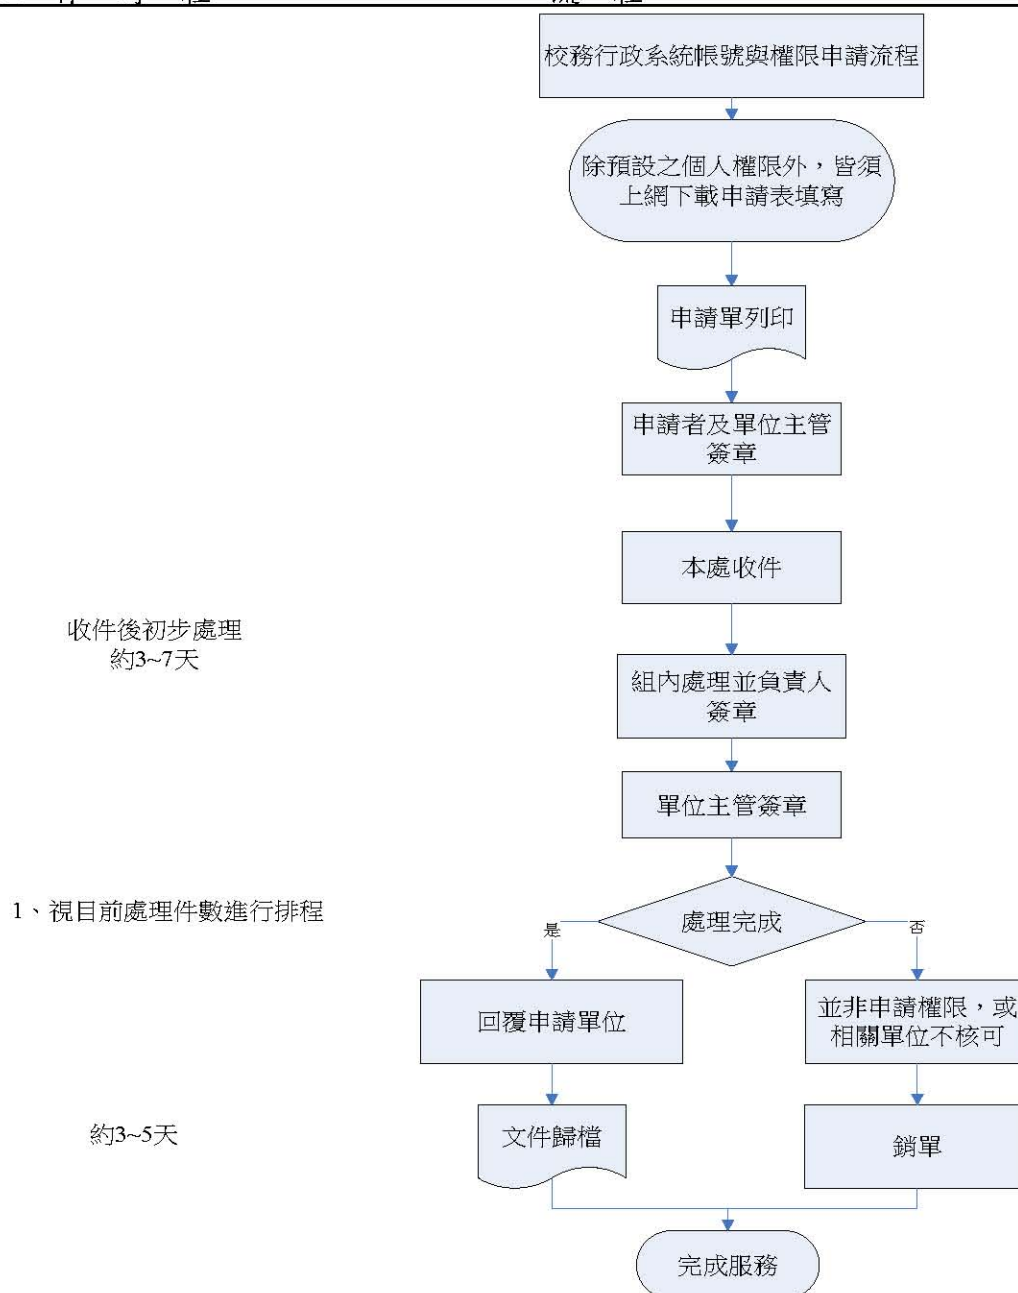 校務行政系統帳號與權限申請流程
除預設之個人權限外，皆須
上網下載申請表填寫
申請單列印
申請者及單位主管
簽章
本處收件
收件後初步處理
約3~7天
組內處理並負責人
簽章
單位主管簽章
1、視目前處理件數進行排程
處理完成
是
否
回覆申請單位
並非申請權限，或
相關單位不核可
約3~5天
文件歸檔
銷單
完成服務